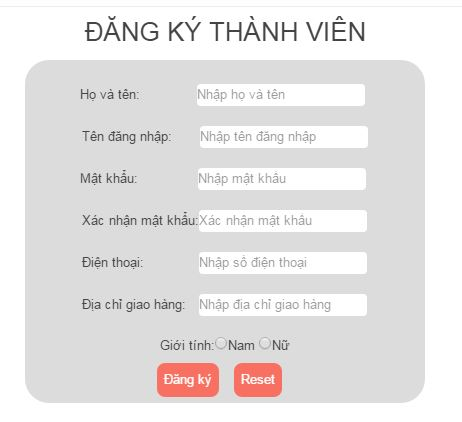 ĐĂNG KÝ THÀNH VIÊN
Họ và tên: Nhập họ và tên
Tên đăng nhập: Nhập tên đăng nhập
Mật khẩu: Nhập mật khẩu
Xác nhận mật khẩu: Xác nhận mật khâu
Điện thoại: Nhập số điện thoại
Địa chỉ giao hàng: Nhập địa chỉ giao hàng
Giới tính: Nam Nữ
Đăng ký Reset